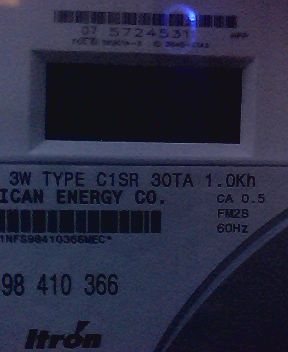 07 5724531
3W TYPE C1SR 30TA 1.0Kh
ICAN ENERGY CO.
CA 0.5
FM2S
60Hz
1NFS98410366MEC*
98 410 366
Itron